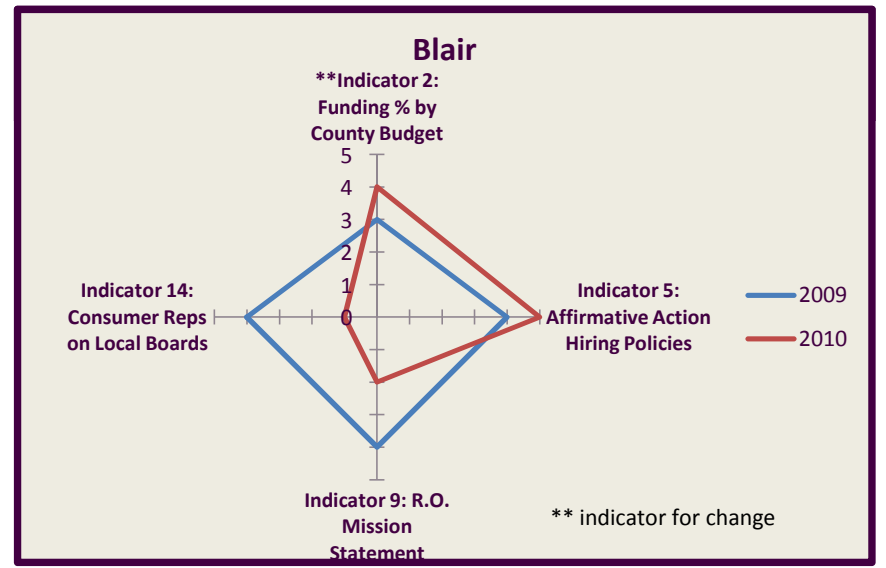 Blair
**Indicator 2:
Funding % by
County Budget
5
4
3
2
1
0
Indicator 14:
Consumer Reps
on Local Boards
Indicator 5:
Affirmative Action
Hiring Policies
2009
2010
Indicator 9: R.O.
Mission
Statement
** indicator for change